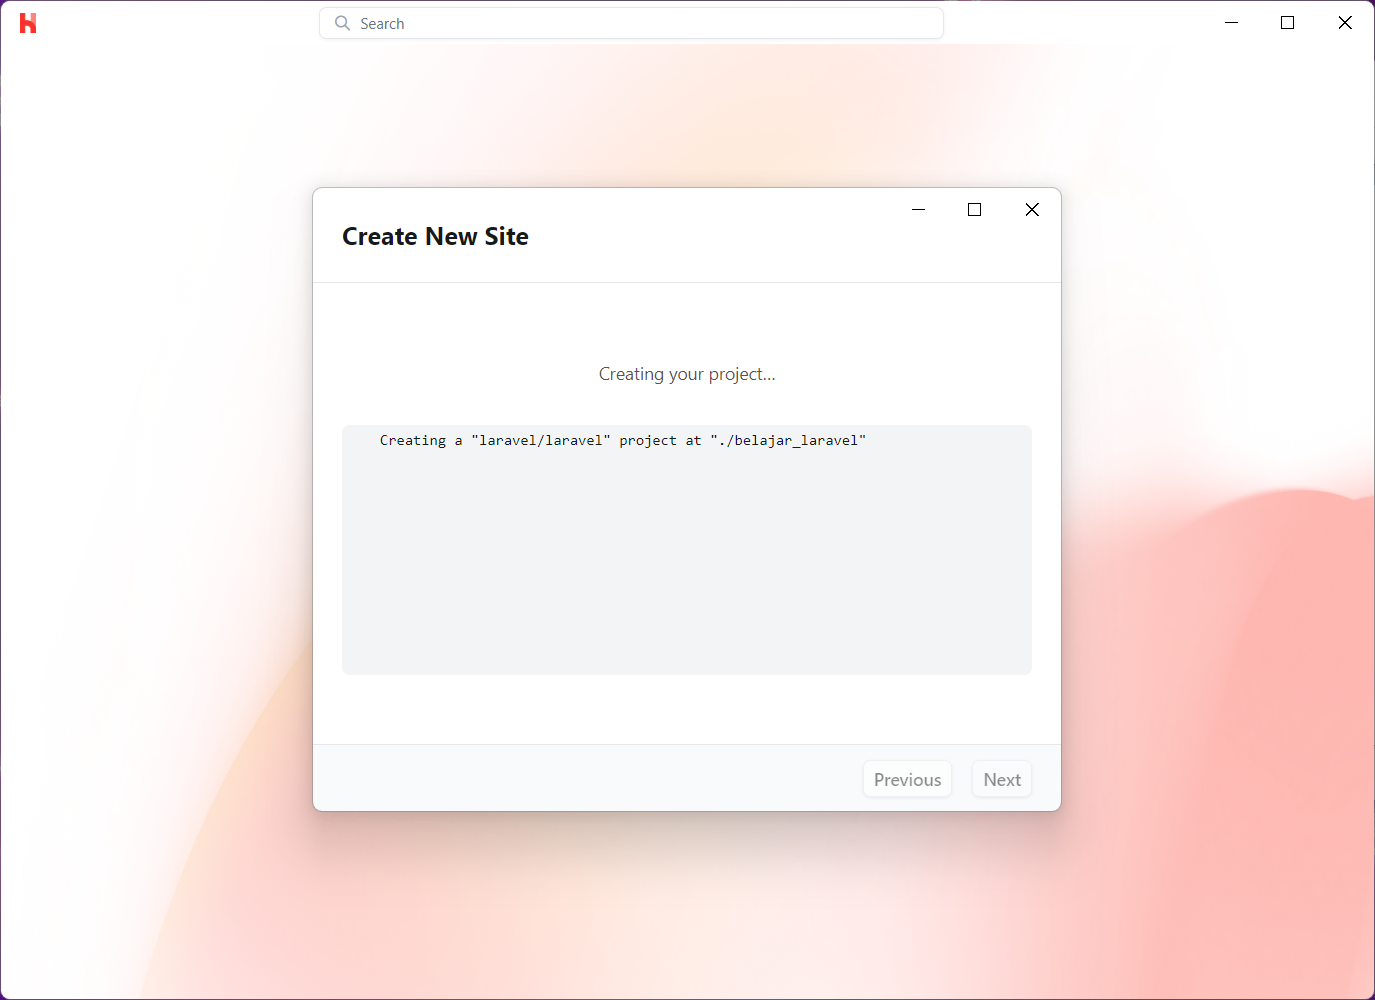 Search
Create New Site
Creating your project...
Creating a "laravel/laravel" project at "./belajar_laravel"
Previous
Next